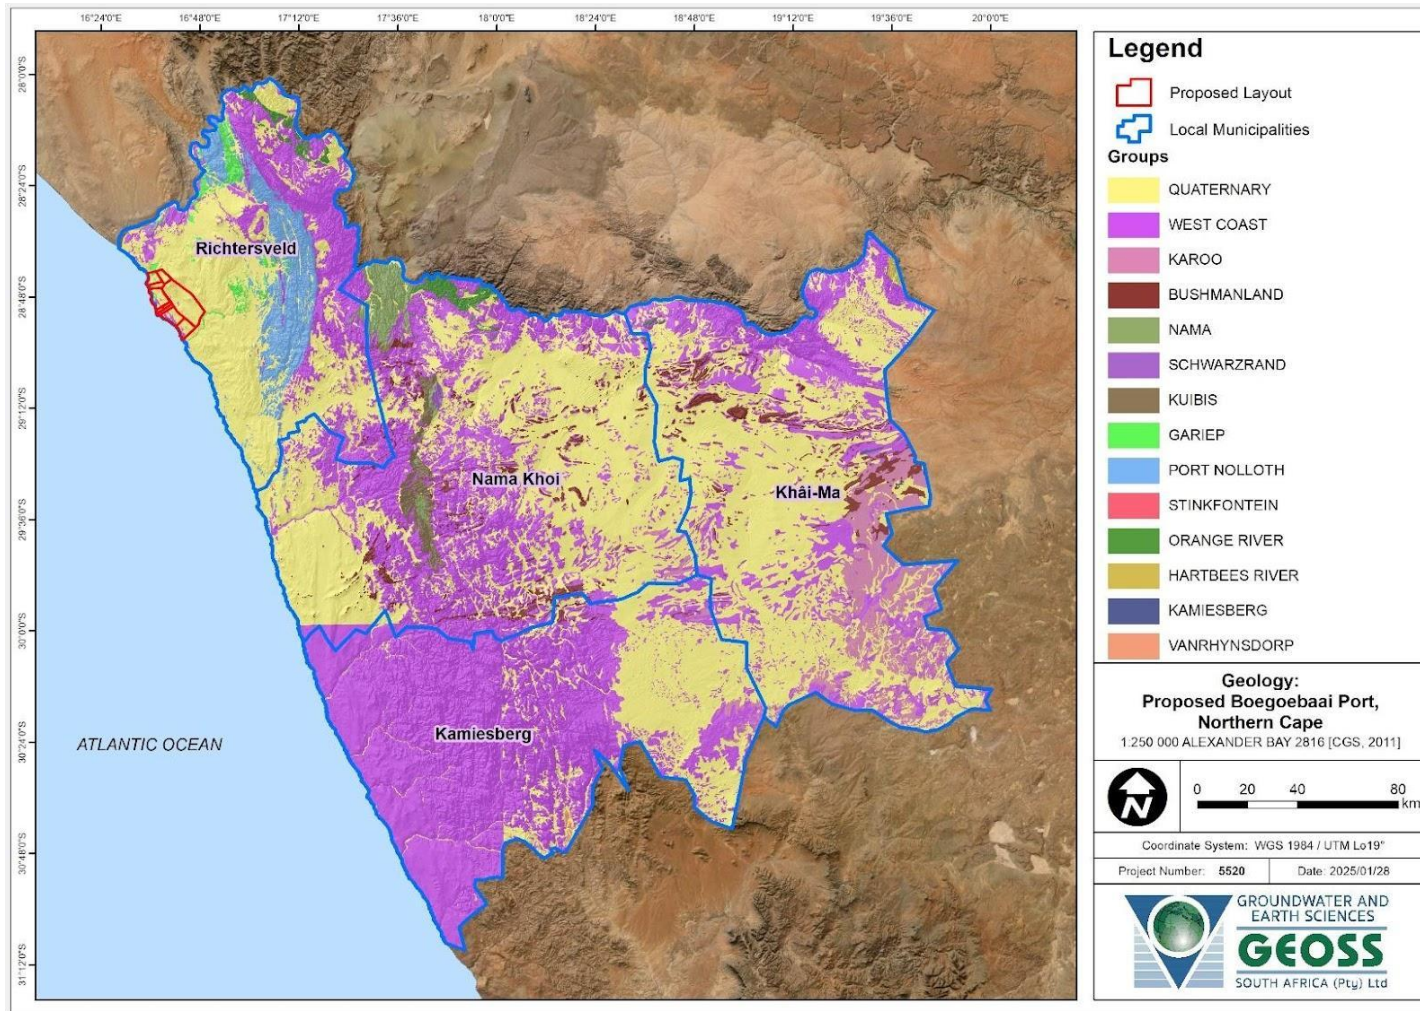 16°24'0"E 16°48'0"E 17°12'0"E 17°36'0"E 18°0'0"E 18°24'0"E 18°48'0"E 19°12'0"E 19°36'0"E 20°0'0"E
28°0'0"S
28°24'0"S
28°48'0"S
29°12'0"S
29°36'0"S
30°0'0"S
30°24'0"S
30°48'0"S
31°12'0"S
Richtersveld
Nama Khoi
Khâi-Ma
Kamiesberg
ATLANTIC OCEAN
Legend
Proposed Layout
Local Municipalities
Groups
QUATERNARY
WEST COAST
KAROO
BUSHMANLAND
NAMA
SCHWARZRAND
KUIBIS
GARIEP
PORT NOLLOTH
STINKFONTEIN
ORANGE RIVER
HARTBEES RIVER
KAMIESBERG
VANRHYNSDORP
Geology:
Proposed Boegoebaai Port,
Northern Cape
1:250 000 ALEXANDER BAY 2816 [CGS, 2011]
N
0 20 40 80
km
Coordinate System: WGS 1984 / UTM Lo19°
Project Number: 5520 Date: 2025/01/28
GROUNDWATER AND
EARTH SCIENCES
GEOSS
SOUTH AFRICA (Pty) Ltd